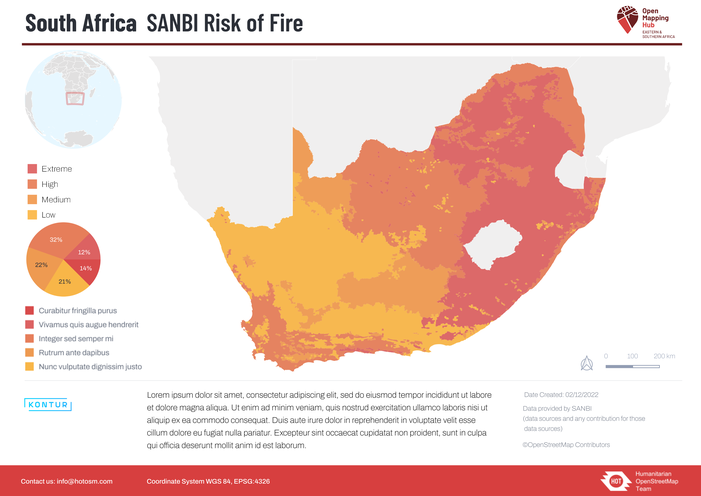 South Africa SANBI Risk of Fire
Open
Mapping
Hub
EASTERN &
SOUTHERN AFRICA
Extreme
High
Medium
Low
32%
12%
14%
21%
22%
Curabitur fringilla purus
Vivamus quis augue hendrerit
Integer sed semper mi
Rutrum ante dapibus
Nunc vulputate dignissim justo
0 100 200 km
KONTUR
Lorem ipsum dolor sit amet, consectetur adipiscing elit, sed do eiusmod tempor incididunt ut labore
et dolore magna aliqua. Ut enim ad minim veniam, quis nostrud exercitation ullamco laboris nisi ut
aliquip ex ea commodo consequat. Duis aute irure dolor in reprehenderit in voluptate velit esse
cillum dolore eu fugiat nulla pariatur. Excepteur sint occaecat cupidatat non proident, sunt in culpa
qui officia deserunt mollit anim id est laborum.
Date Created: 02/12/2022
Data provided by SANBI
(data sources and any contribution for those
data sources)
©OpenStreetMap Contributors
Contact us: info@hotosm.com
Coordinate System WGS 84, EPSG:4326
HOT
Humanitarian
OpenStreetMap
Team